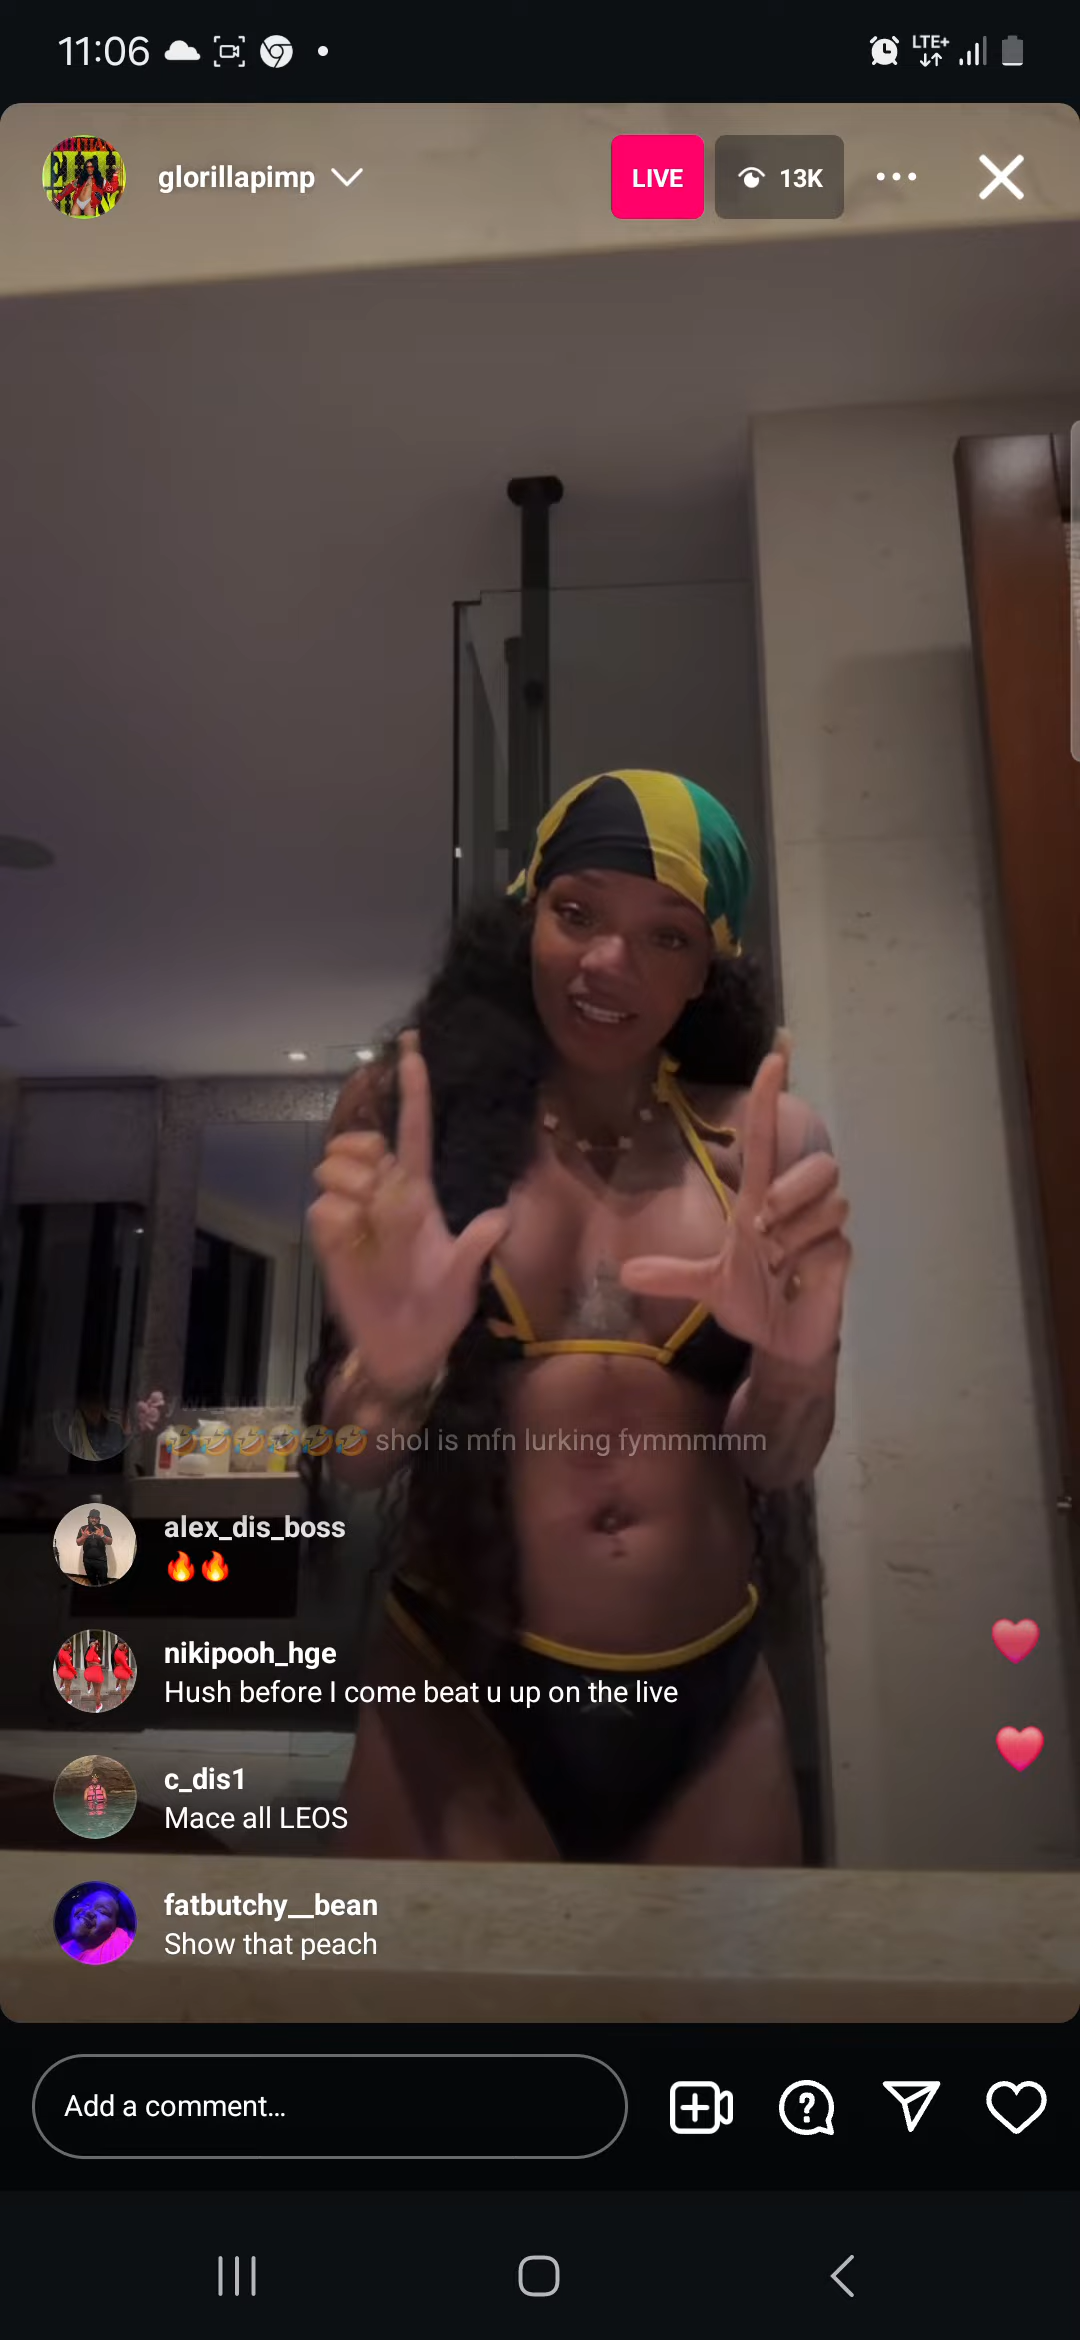 11:06
LTE+
glorillapimp
LIVE
13K
🤣🤣🤣🤣🤣🤣 shol is mfn lurking fymmmmm
alex_dis_boss
🔥🔥
nikipooh_hge
Hush before I come beat u up on the live
c_dis1
Mace all LEOS
fatbutchy__bean
Show that peach
Add a comment...